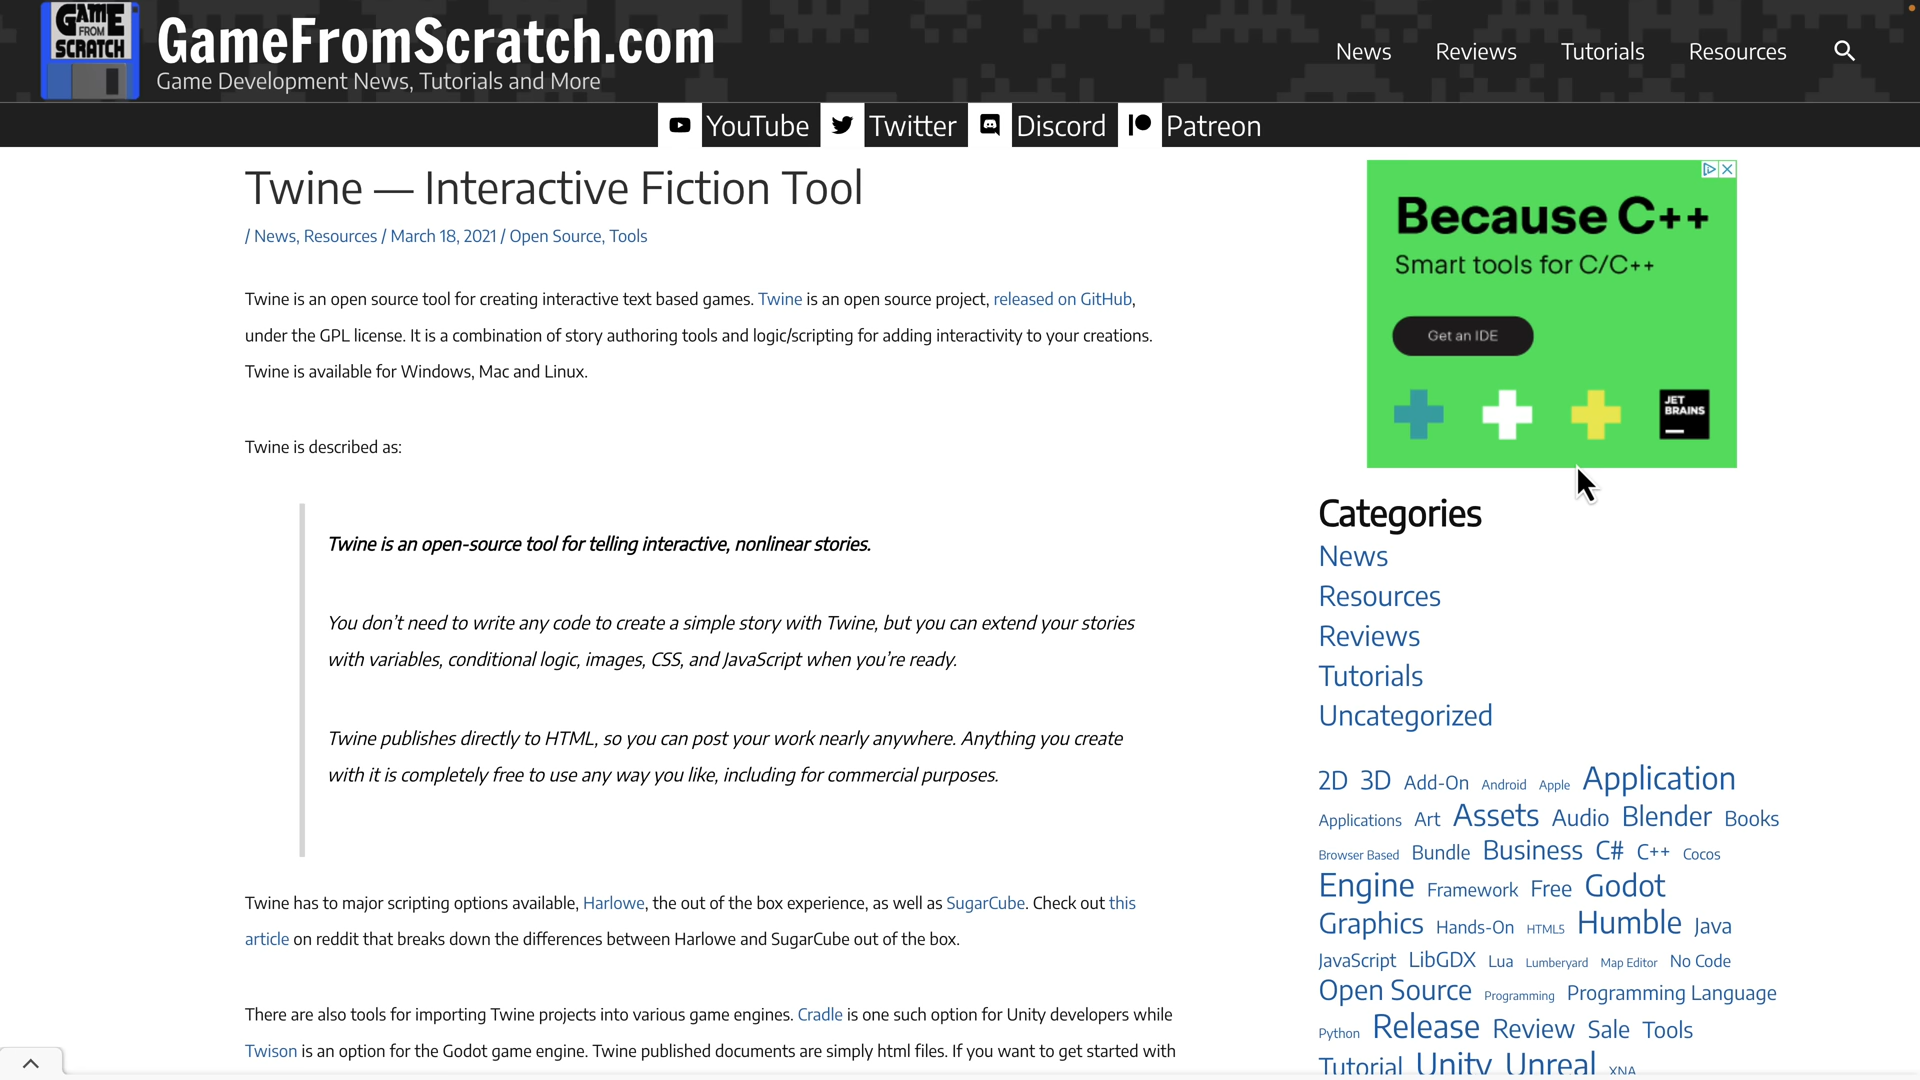 GAME
FROM
SCRATCH
GameFromScratch.com
Game Development News, Tutorials and More
News Reviews Tutorials Resources
YouTube Twitter Discord Patreon
Twine — Interactive Fiction Tool
/ News, Resources / March 18, 2021 / Open Source, Tools
Twine is an open source tool for creating interactive text based games. Twine is an open source project, released on GitHub,
under the GPL license. It is a combination of story authoring tools and logic/scripting for adding interactivity to your creations.
Twine is available for Windows, Mac and Linux.
Twine is described as:
Twine is an open-source tool for telling interactive, nonlinear stories.
You don’t need to write any code to create a simple story with Twine, but you can extend your stories
with variables, conditional logic, images, CSS, and JavaScript when you’re ready.
Twine publishes directly to HTML, so you can post your work nearly anywhere. Anything you create
with it is completely free to use any way you like, including for commercial purposes.
Twine has to major scripting options available, Harlowe, the out of the box experience, as well as SugarCube. Check out this
article on reddit that breaks down the differences between Harlowe and SugarCube out of the box.
There are also tools for importing Twine projects into various game engines. Cradle is one such option for Unity developers while
Twison is an option for the Godot game engine. Twine published documents are simply html files. If you want to get started with
Because C++
Smart tools for C/C++
Get an IDE
JET
BRAINS
Categories
News
Resources
Reviews
Tutorials
Uncategorized
2D 3D Add-On Android Apple Application
Applications Art Assets Audio Blender Books
Browser Based Bundle Business C# C++ Cocos
Engine Framework Free Godot
Graphics Hands-On HTML5 Humble Java
JavaScript LibGDX Lua Lumberyard Map Editor No Code
Open Source Programming Programming Language
Python Release Review Sale Tools
Tutorial Unity Unreal XNA